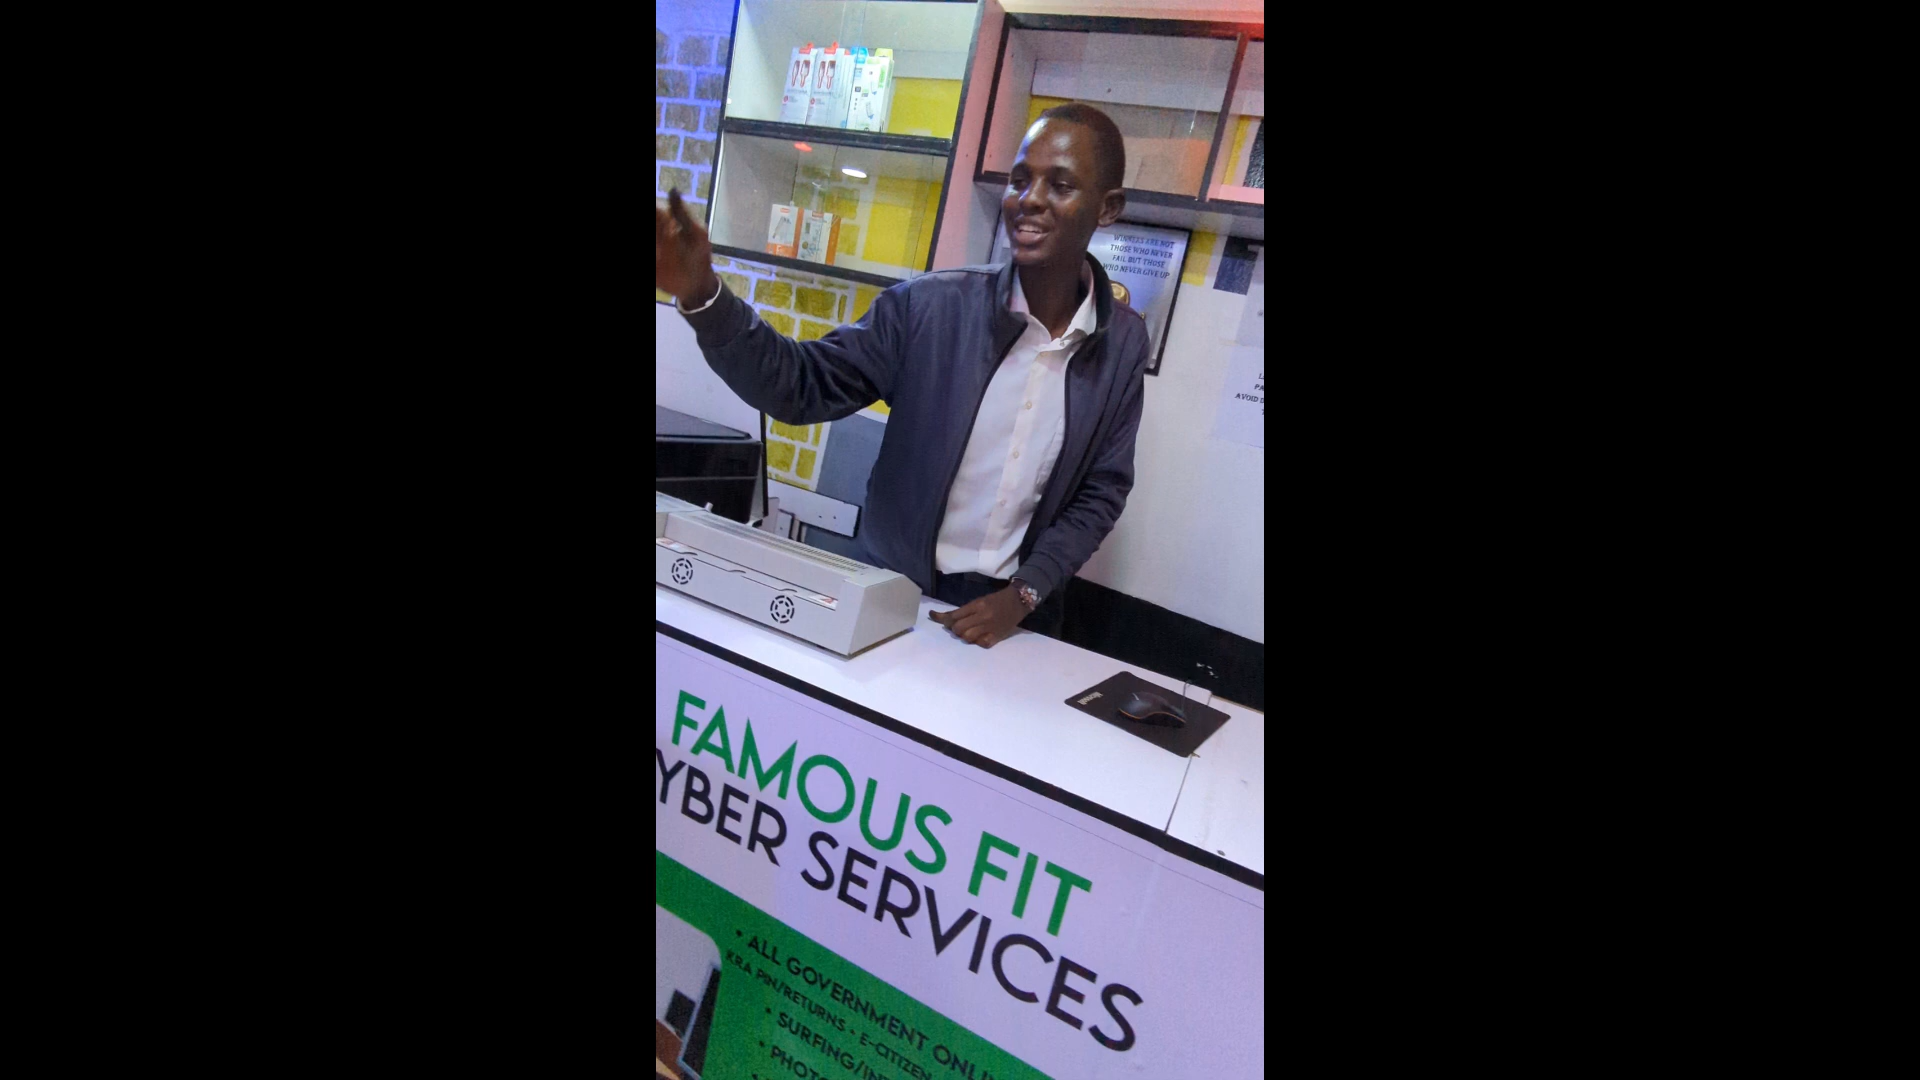 WINNERS ARE NOT
THOSE WHO NEVER
FAIL BUT THOSE
WHO NEVER GIVE UP
AVOID
FAMOUS FIT
YBER SERVICES
• ALL GOVERNMENT ONLI
KRA PIN/RETURNS • E-CITIZEN
• SURFING/IN
• PHOTO